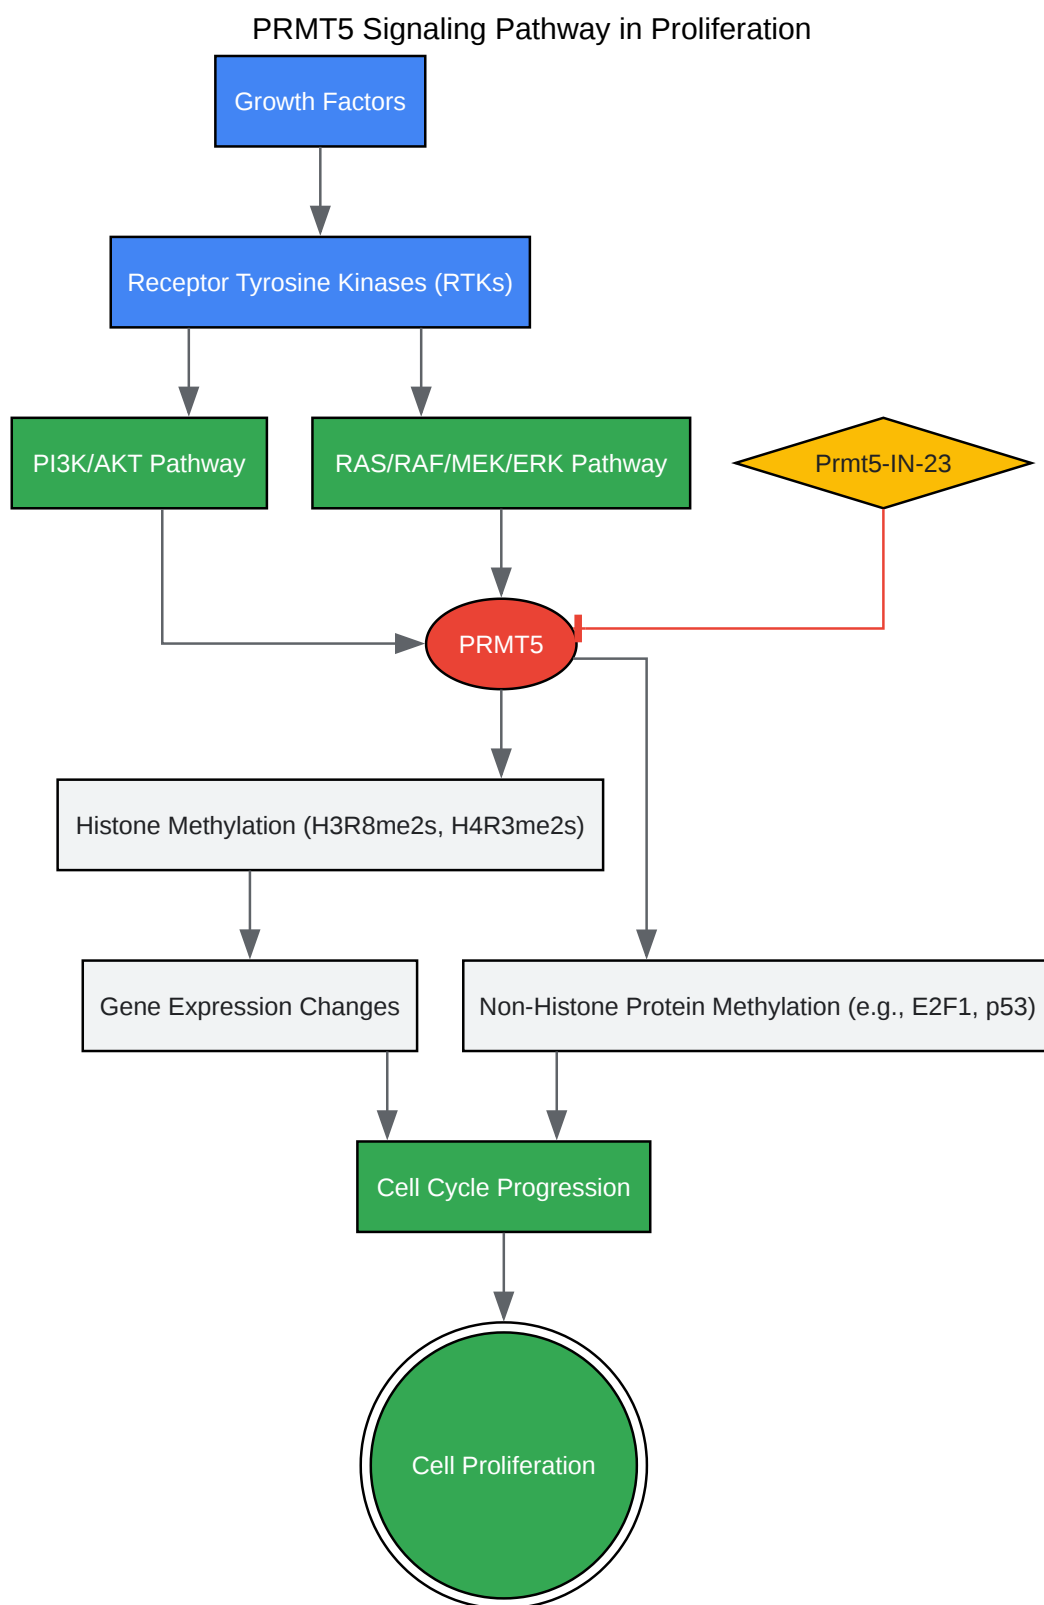 PRMT5 Signaling Pathway in Proliferation
Growth Factors
Receptor Tyrosine Kinases (RTKs)
PI3K/AKT Pathway
RAS/RAF/MEK/ERK Pathway
Prmt5-IN-23
PRMT5
Histone Methylation (H3R8me2s, H4R3me2s)
Gene Expression Changes
Non-Histone Protein Methylation (e.g., E2F1, p53)
Cell Cycle Progression
Cell Proliferation